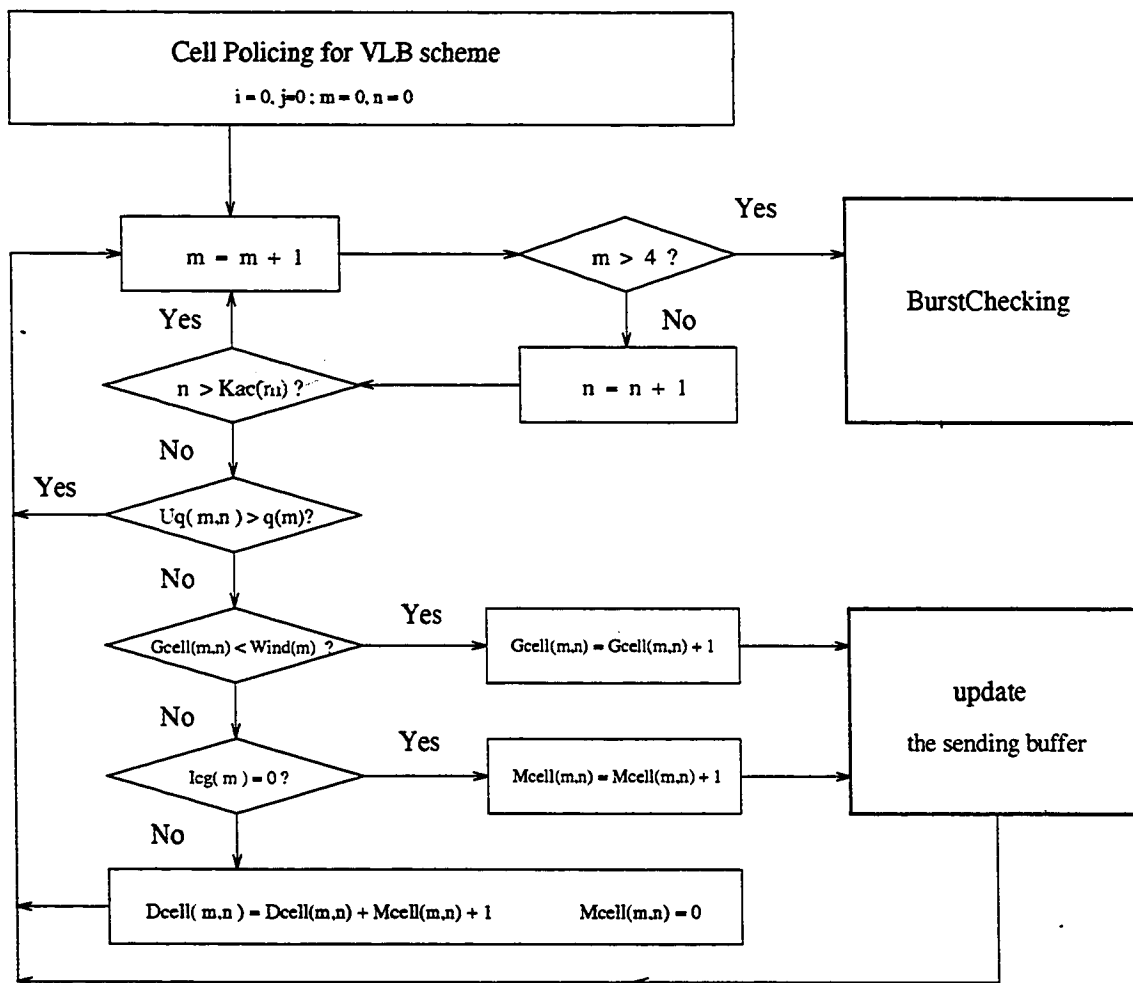 Cell Policing for VLB scheme
i = 0, j=0 ; m = 0, n = 0
Yes
m = m + 1
m > 4 ?
BurstChecking
Yes
No
n > Kac(m) ?
n = n + 1
No
Yes
Uq( m,n ) > q(m)?
No
Yes
Gcell(m,n) < Wind(m) ?
Gcell(m,n) = Gcell(m,n) + 1
update
No
Yes
the sending buffer
Icg( m ) = 0 ?
Mcell(m,n) = Mcell(m,n) + 1
No
Dcell( m,n ) = Dcell(m,n) + Mcell(m,n) + 1 Mcell(m,n) = 0